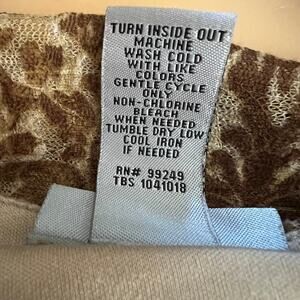 TURN INSIDE OUT
MACHINE
WASH COLD
WITH LIKE
COLORS
GENTLE CYCLE
ONLY
NON-CHLORINE
BLEACH
WHEN NEEDED
TUMBLE DRY LOW
COOL IRON
IF NEEDED
RN# 99249
TBS 1041018